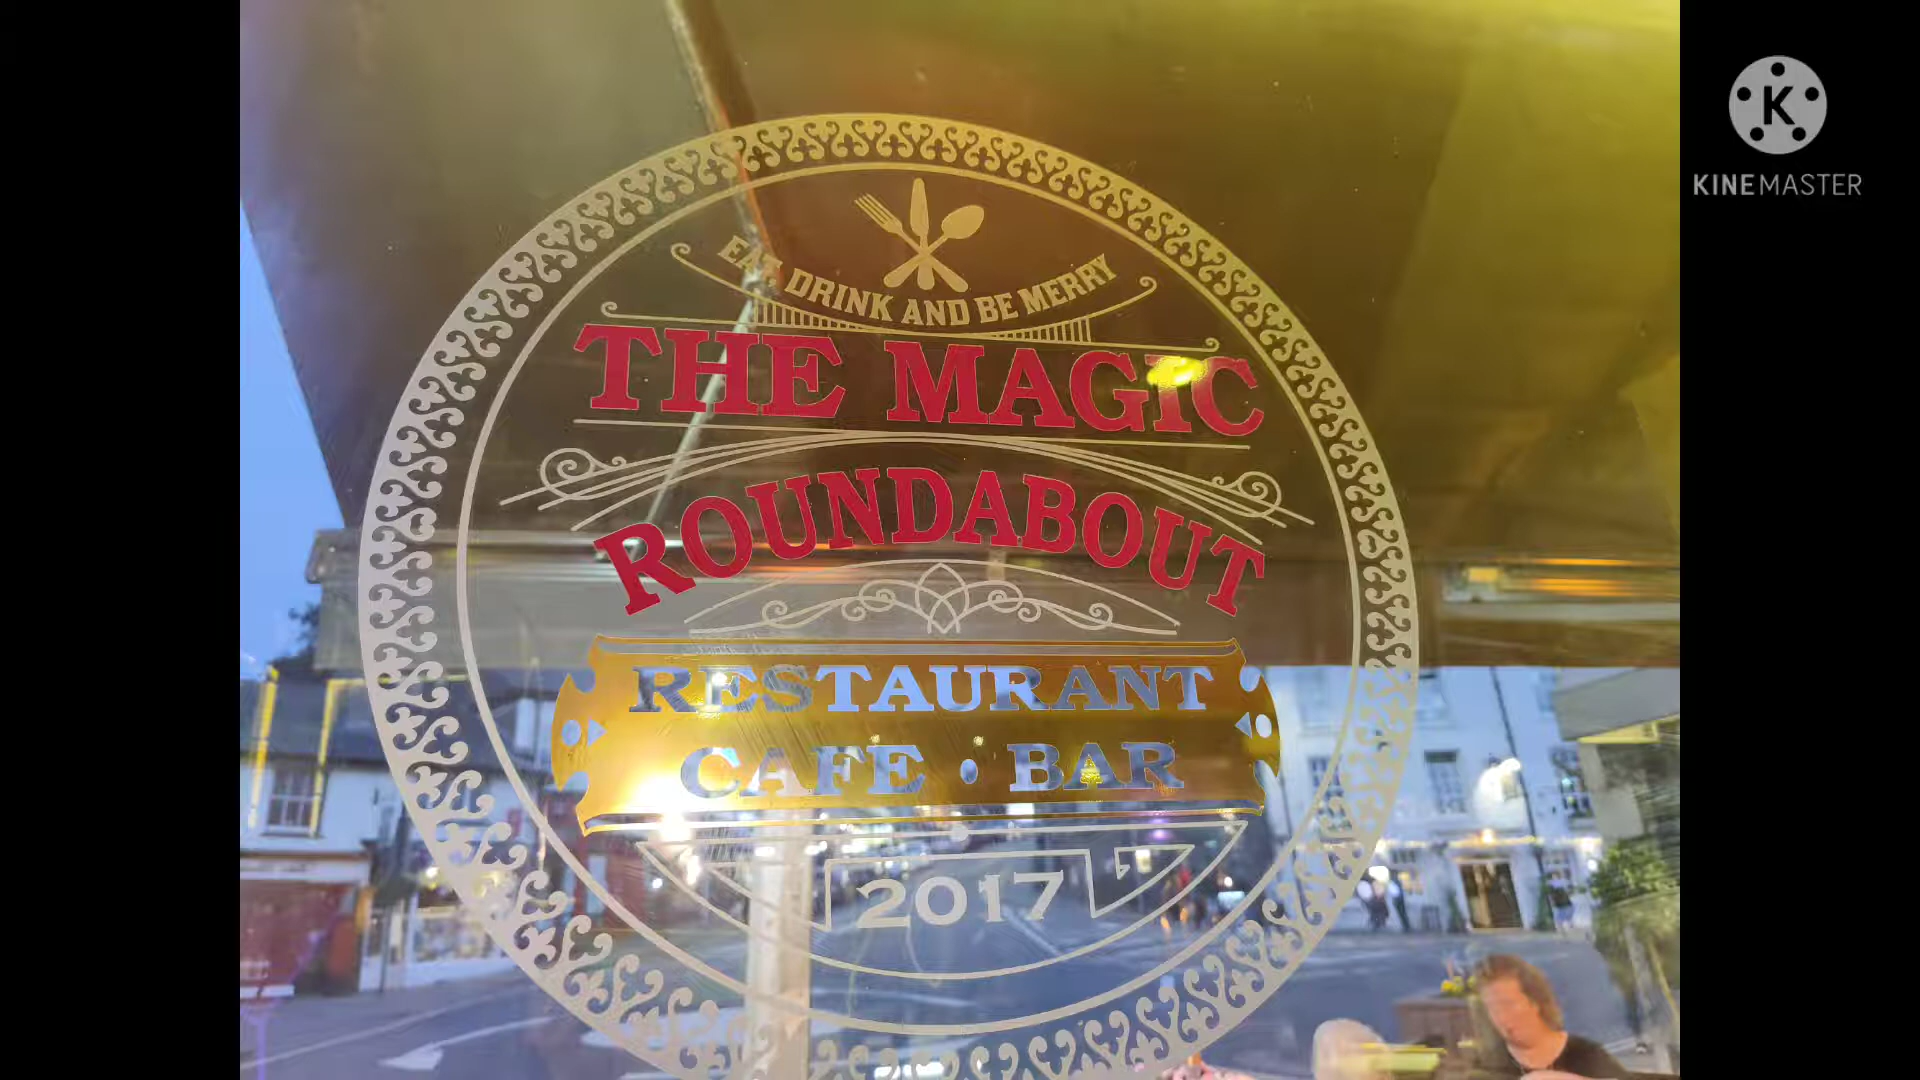 EAT, DRINK AND BE MERRY
THE MAGIC
ROUNDABOUT
RESTAURANT
CAFE · BAR
2017
K
KINEMASTER